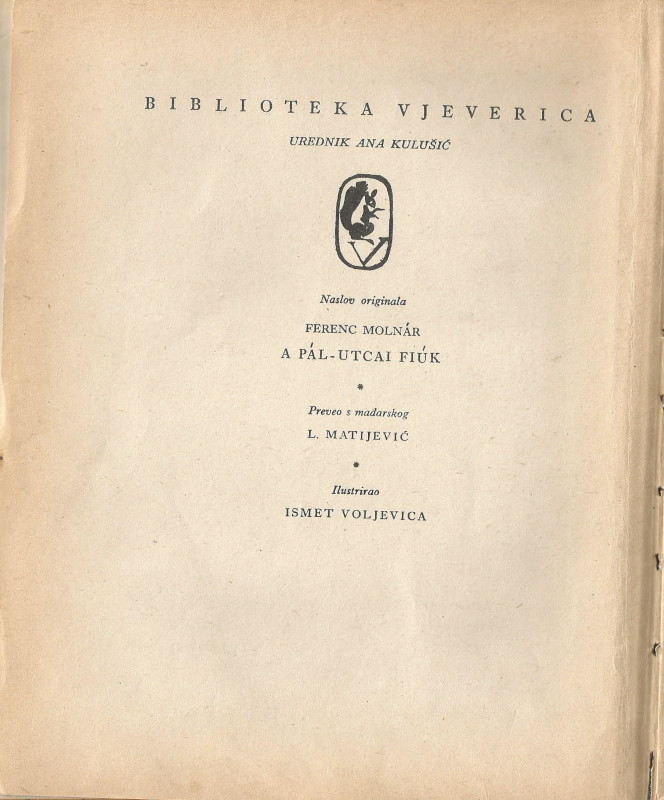 BIBLIOTEKA VJEVERICA
UREDNIK ANA KULUŠIĆ
V
Naslov originala
FERENC MOLNÁR
A PÁL-UTCAI FIÚK
*
Preveo s mađarskog
L. MATIJEVIĆ
*
Ilustrirao
ISMET VOLJEVICA